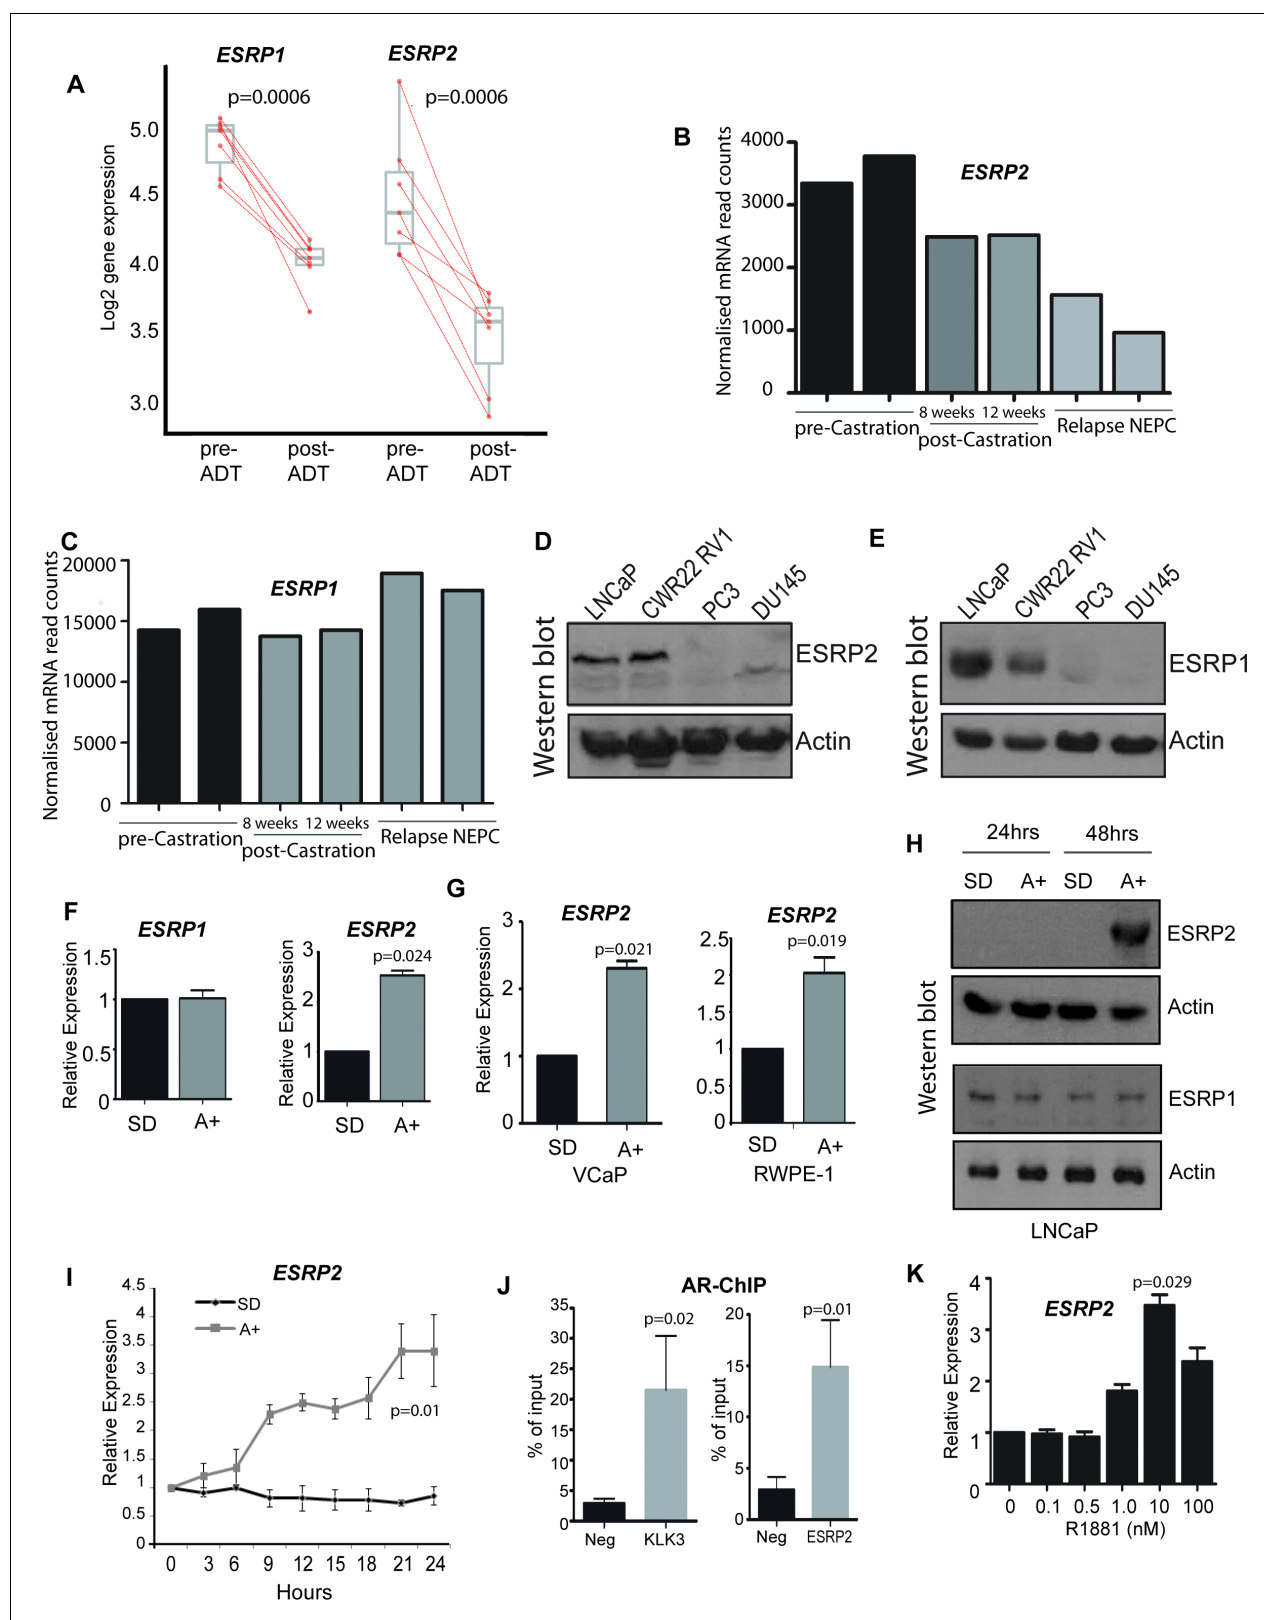 A
ESRP1
ESRP2
p=0.0006
p=0.0006
Log2 gene expression
5.0
4.5
4.0
3.5
3.0
pre-ADT
post-ADT
pre-ADT
post-ADT
B
ESRP2
Normalised mRNA read counts
4000
3000
2000
1000
0
8 weeks
12 weeks
pre-Castration
post-Castration
Relapse NEPC
C
ESRP1
Normalised mRNA read counts
20000
15000
10000
5000
0
8 weeks
12 weeks
pre-Castration
post-Castration
Relapse NEPC
D
LNCaP
CWR22 RV1
PC3
DU145
Western blot
ESRP2
Actin
E
LNCaP
CWR22 RV1
PC3
DU145
Western blot
ESRP1
Actin
F
ESRP1
Relative Expression
1.5
1
0.5
0
SD
A+
ESRP2
p=0.024
Relative Expression
3
2
1
0
SD
A+
G
ESRP2
p=0.021
Relative Expression
3
2
1
0
SD
A+
VCaP
ESRP2
p=0.019
2.5
2
1.5
1
0.5
0
SD
A+
RWPE-1
H
24hrs
48hrs
SD
A+
SD
A+
Western blot
ESRP2
Actin
ESRP1
Actin
LNCaP
I
ESRP2
SD
A+
Relative Expression
4.5
4
3.5
3
2.5
2
1.5
1
0.5
0
p=0.01
0
3
6
9
12
15
18
21
24
Hours
J
AR-ChIP
p=0.02
% of input
35
30
25
20
15
10
5
0
Neg
KLK3
p=0.01
% of input
20
15
10
5
0
Neg
ESRP2
K
ESRP2
p=0.029
Relative Expression
4
3
2
1
0
0
0.1
0.5
1.0
10
100
R1881 (nM)